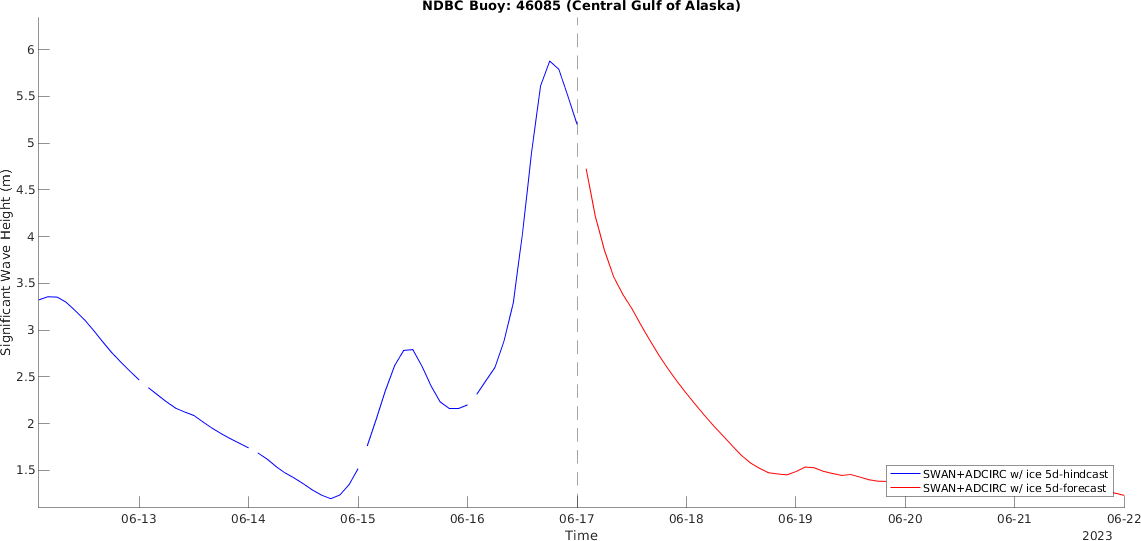 NDBC Buoy: 46085 (Central Gulf of Alaska)
6
5.5
5
4.5
4
3.5
3
2.5
2
1.5
Significant Wave Height (m)
SWAN+ADCIRC w/ ice 5d-hindcast
SWAN+ADCIRC w/ ice 5d-forecast
06-13 06-14 06-15 06-16 06-17 06-18 06-19 06-20 06-21 06-22
Time
2023